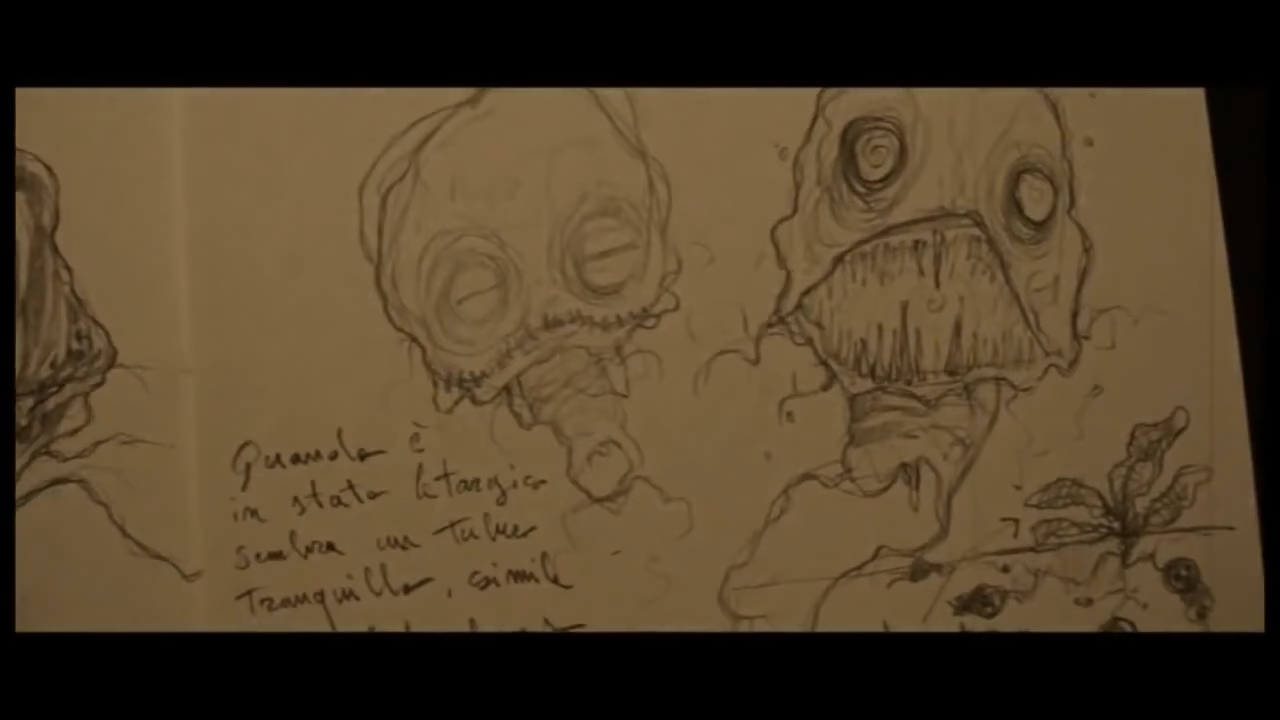 Quando è
in stato letargico
sembra un Tuber
Tranquillo, simile